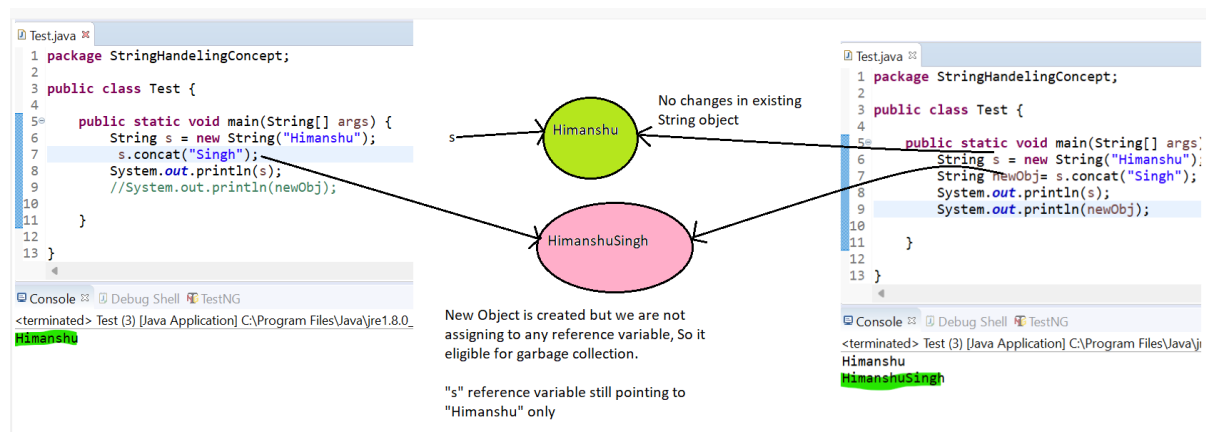 Test.java
1 package StringHandelingConcept;
2
3 public class Test {
4
5 public static void main(String[] args) {
6 String s = new String("Himanshu");
7 s.concat("Singh");
8 System.out.println(s);
9 //System.out.println(newObj);
10
11 }
12
13 }
Console Debug Shell TestNG
<terminated> Test (3) [Java Application] C:\Program Files\Java\jre1.8.0_
Himanshu
s
Himanshu
No changes in existing
String object
HimanshuSingh
New Object is created but we are not
assigning to any reference variable, So it
eligible for garbage collection.
"s" reference variable still pointing to
"Himanshu" only
Test.java
1 package StringHandelingConcept;
2
3 public class Test {
4
5 public static void main(String[] args)
6 String s = new String("Himanshu");
7 String newObj= s.concat("Singh");
8 System.out.println(s);
9 System.out.println(newObj);
10
11 }
12
13 }
Console Debug Shell TestNG
<terminated> Test (3) [Java Application] C:\Program Files\Java\j
Himanshu
HimanshuSingh